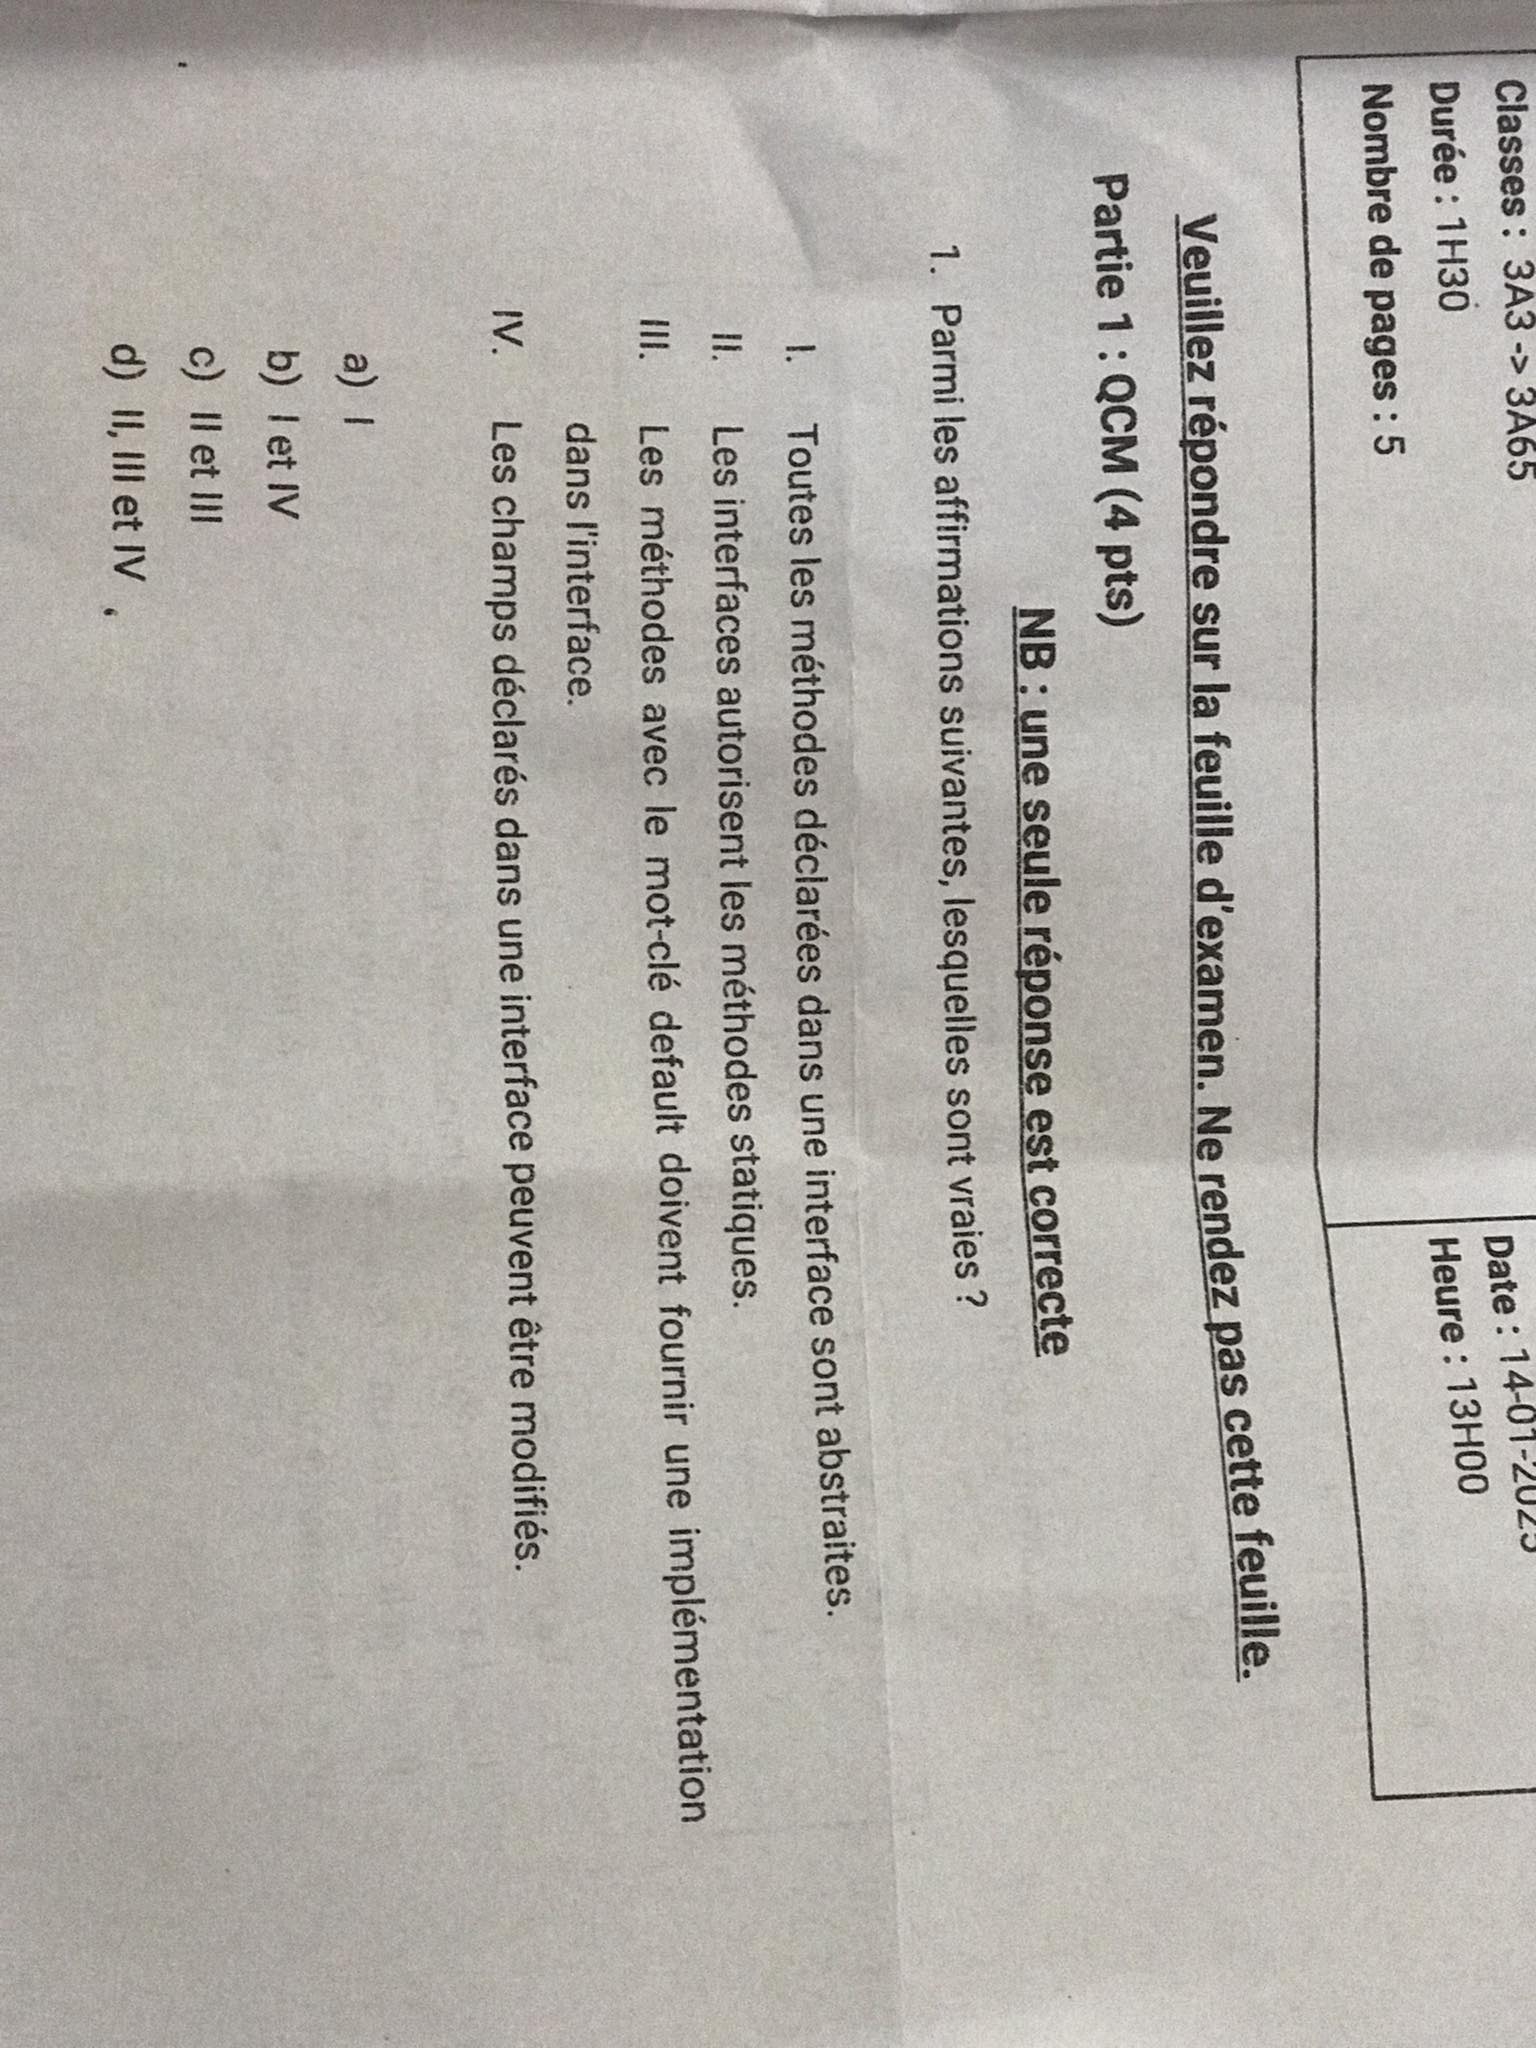 Classes : 3A3 -> 3A65
Date : 14-01-2025
Durée : 1H30
Heure : 13H00
Nombre de pages : 5
Veuillez répondre sur la feuille d'examen. Ne rendez pas cette feuille.
Partie 1 : QCM (4 pts)
NB : une seule réponse est correcte
1. Parmi les affirmations suivantes, lesquelles sont vraies ?
I. Toutes les méthodes déclarées dans une interface sont abstraites.
II. Les interfaces autorisent les méthodes statiques.
III. Les méthodes avec le mot-clé default doivent fournir une implémentation
dans l'interface.
IV. Les champs déclarés dans une interface peuvent être modifiés.
a) I
b) I et IV
c) II et III
d) II, III et IV